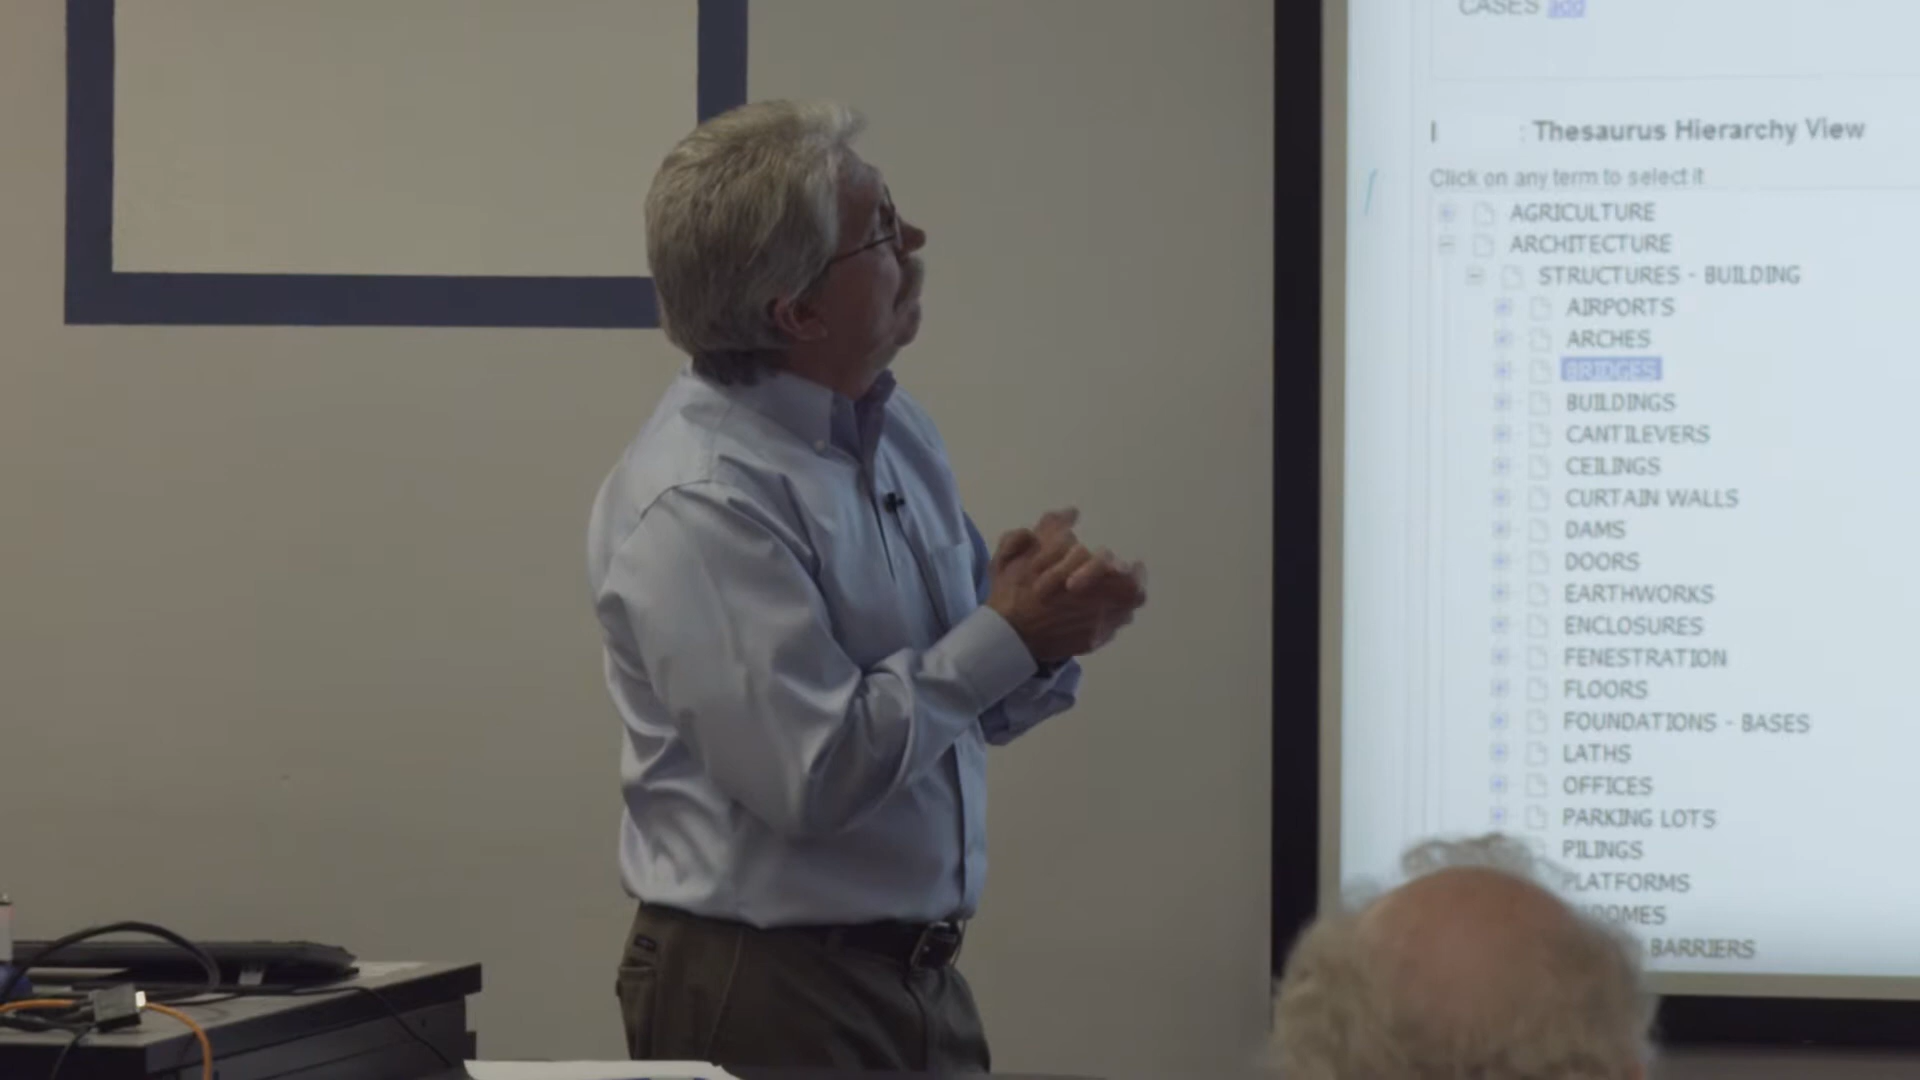 CASES add
: Thesaurus Hierarchy View
Click on any term to select it
AGRICULTURE
ARCHITECTURE
STRUCTURES - BUILDING
AIRPORTS
ARCHES
BRIDGES
BUILDINGS
CANTILEVERS
CEILINGS
CURTAIN WALLS
DAMS
DOORS
EARTHWORKS
ENCLOSURES
FENESTRATION
FLOORS
FOUNDATIONS - BASES
LATHS
OFFICES
PARKING LOTS
PILINGS
PLATFORMS
BARRIERS